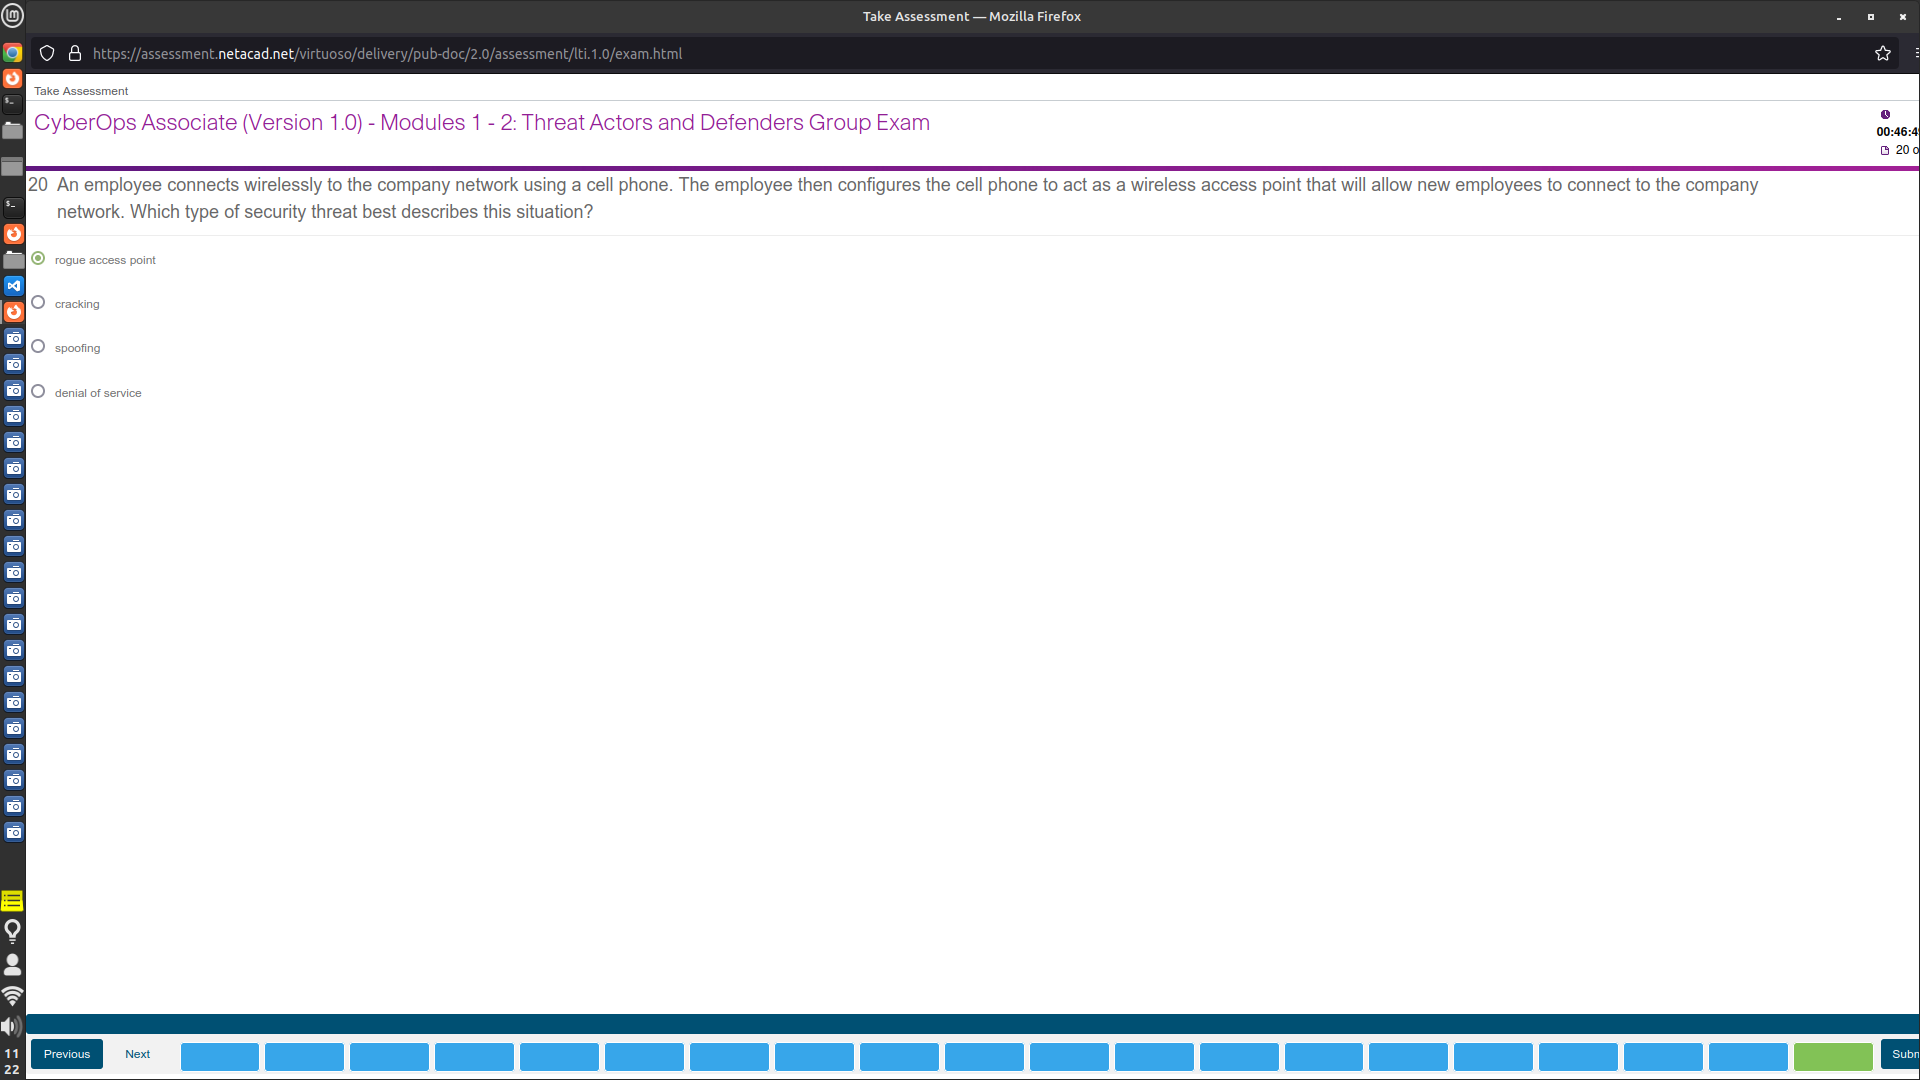 Take Assessment — Mozilla Firefox
https://assessment.netacad.net/virtuoso/delivery/pub-doc/2.0/assessment/lti.1.0/exam.html
Take Assessment
CyberOps Associate (Version 1.0) - Modules 1 - 2: Threat Actors and Defenders Group Exam
00:46:4
20 o
20 An employee connects wirelessly to the company network using a cell phone. The employee then configures the cell phone to act as a wireless access point that will allow new employees to connect to the company
network. Which type of security threat best describes this situation?
rogue access point
cracking
spoofing
denial of service
Previous Next Subn
11
22